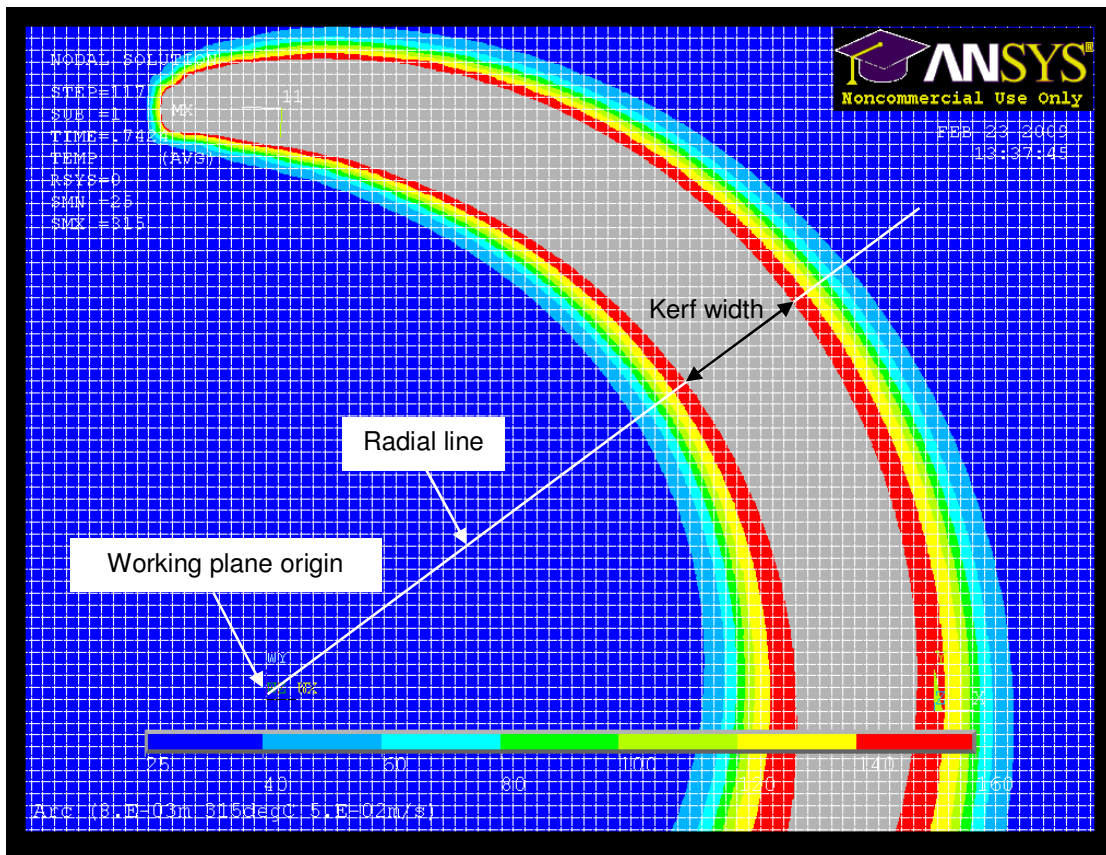 NODAL SOLUTION
STEP=117
SUB =1
TIME=.7424
TEMP (AVG)
RSYS=0
SMN =25
SMX =315
MX
11
ANSYS®
Noncommercial Use Only
FEB 23 2009
13:37:45
Kerf width
Radial line
Working plane origin
WY
WX
Y
X
25 60 100 140
40 80 120 160
Arc (8.E-03m 315degC 5.E-02m/s)